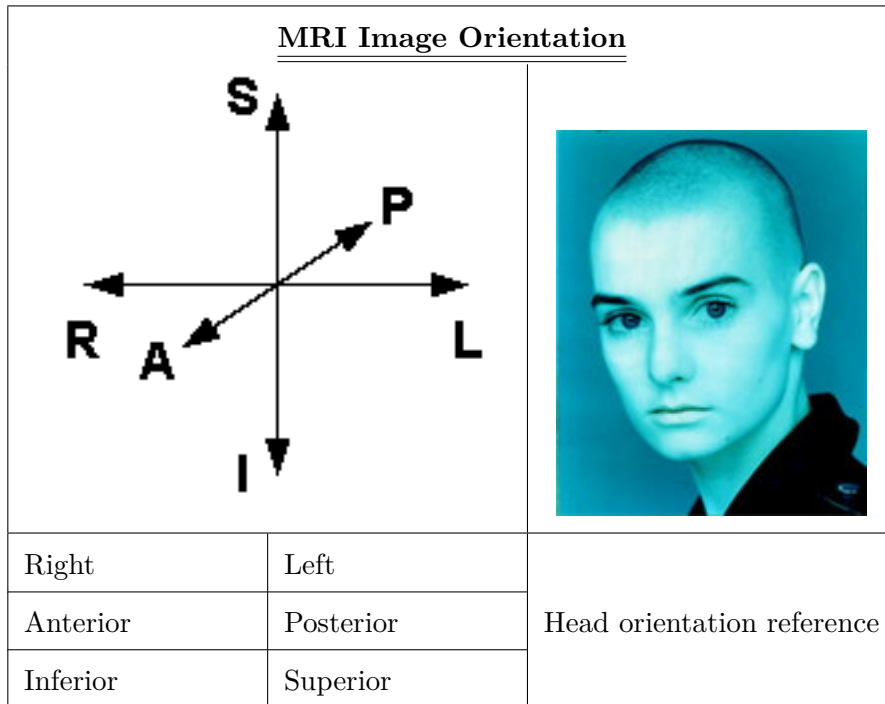 MRI Image Orientation
S
P
R
A
L
I
Right Left
Anterior Posterior Head orientation reference
Inferior Superior